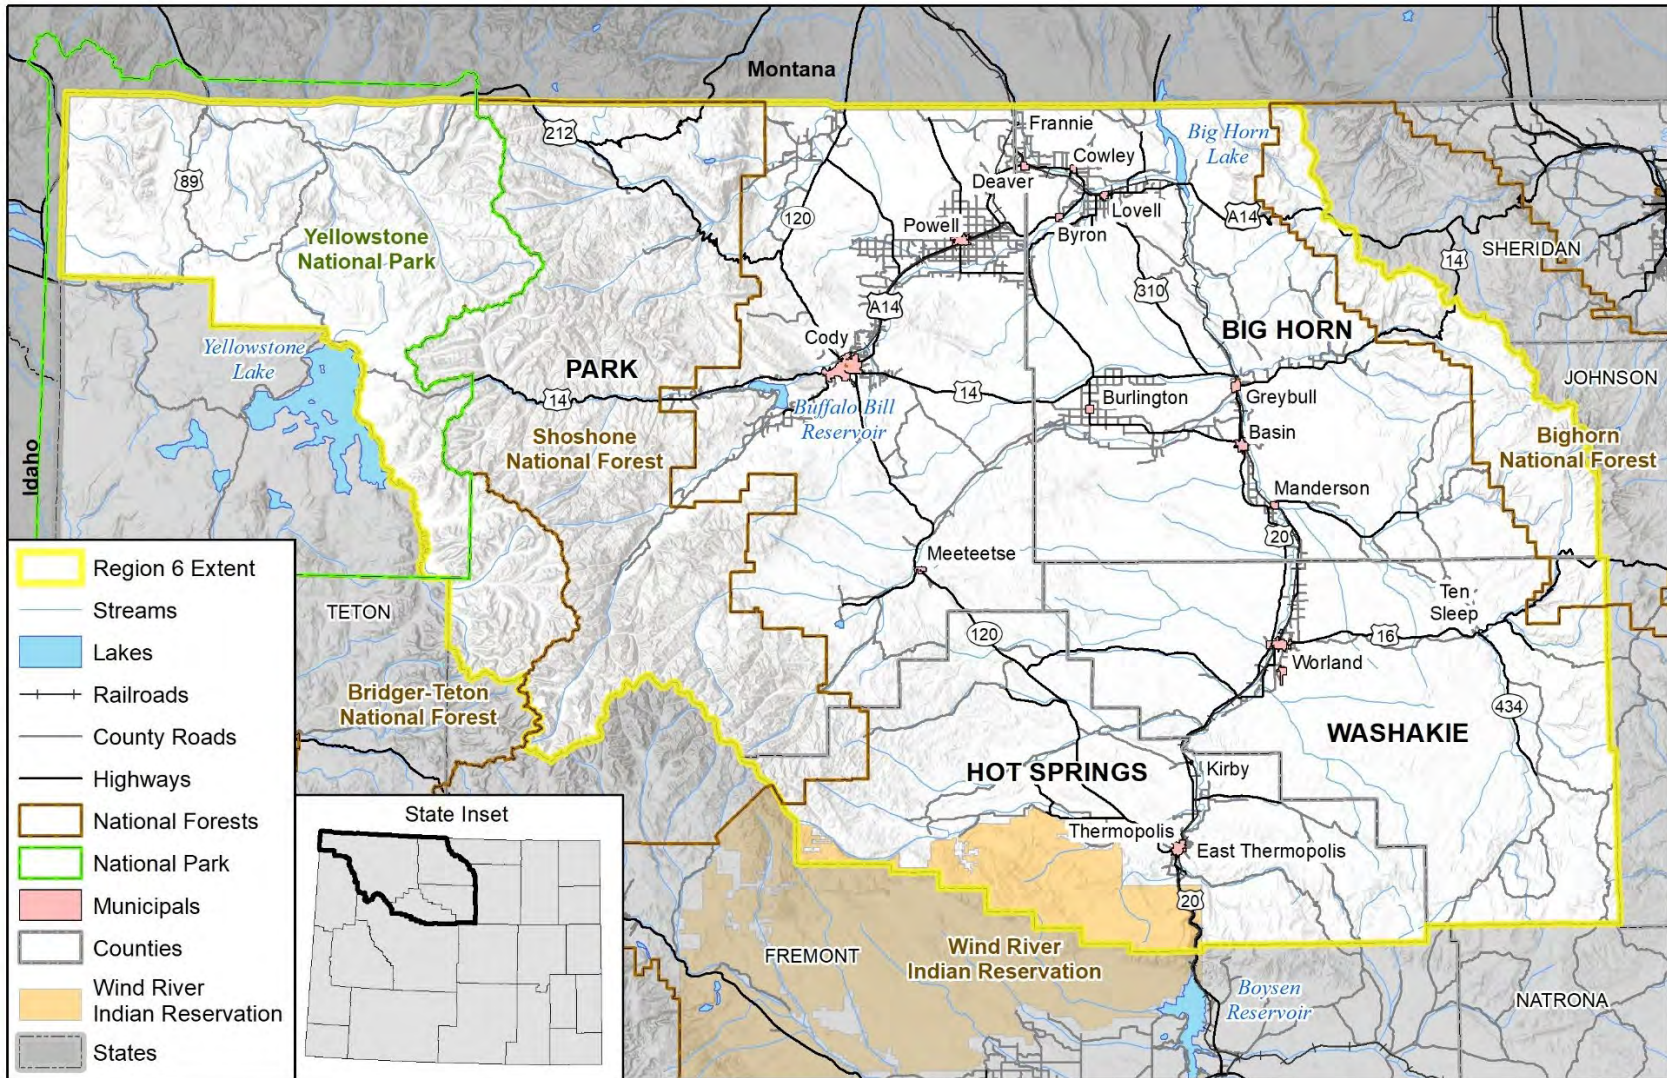 Montana
Frannie
Big Horn
Lake
212
Cowley
89
Deaver
120
Lovell
A14
Powell
Byron
Yellowstone
National Park
SHERIDAN
14
310
A14
BIG HORN
Cody
Yellowstone
Lake
PARK
JOHNSON
14
14
Burlington
Greybull
Buffalo Bill
Reservoir
Shoshone
National Forest
Basin
Bighorn
National Forest
Idaho
Manderson
20
Meeteetse
Ten
Sleep
TETON
120
16
Worland
Bridger-Teton
National Forest
434
WASHAKIE
HOT SPRINGS
Kirby
Thermopolis
East Thermopolis
20
FREMONT
Wind River
Indian Reservation
Boysen
Reservoir
NATRONA
Region 6 Extent
Streams
Lakes
Railroads
County Roads
Highways
National Forests
National Park
Municipals
Counties
Wind River
Indian Reservation
States
State Inset